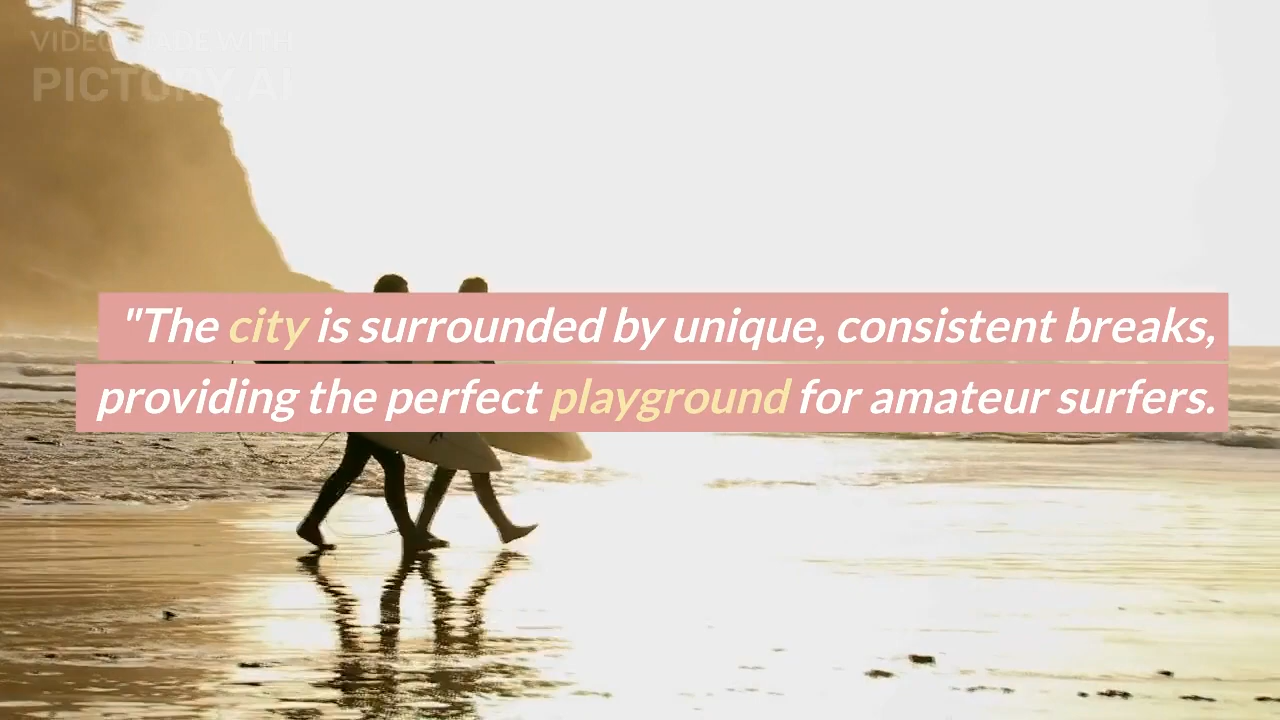 VIDEO MADE WITH
PICTORY.AI
"The city is surrounded by unique, consistent breaks,
providing the perfect playground for amateur surfers.